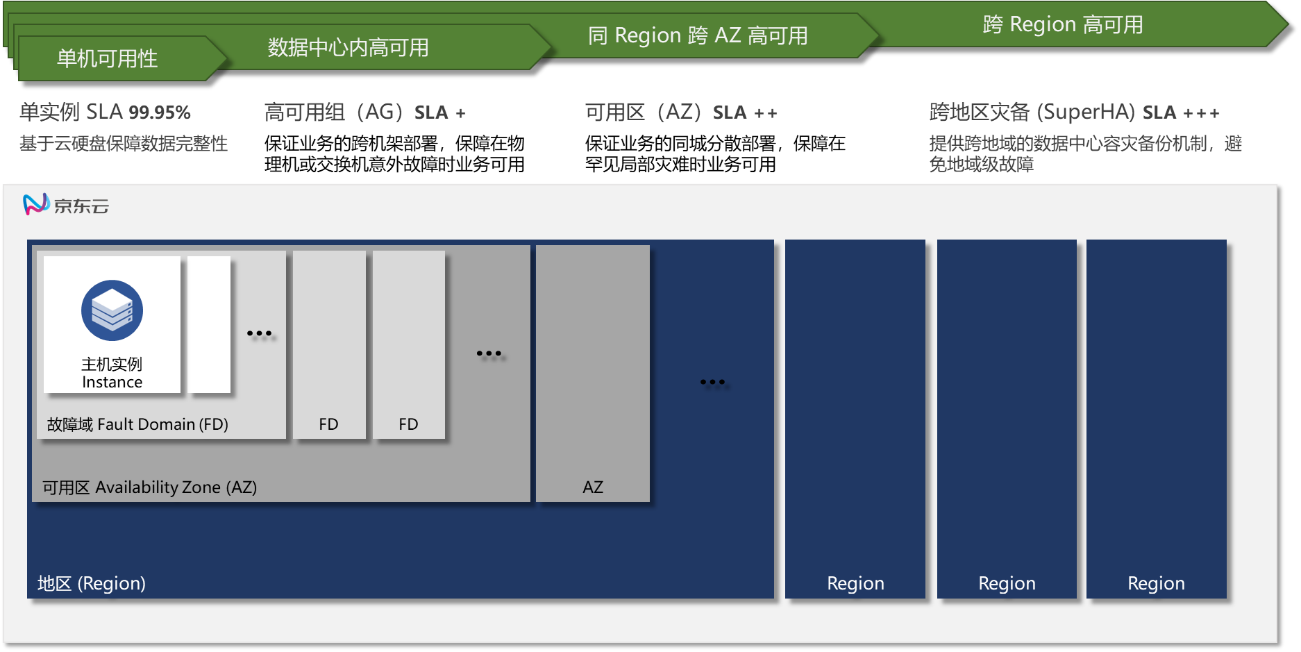 单机可用性
数据中心内高可用
同 Region 跨 AZ 高可用
跨 Region 高可用
单实例 SLA 99.95%
基于云硬盘保障数据完整性
高可用组（AG）SLA +
保证业务的跨机架部署，保障在物
理机或交换机意外故障时业务可用
可用区（AZ）SLA ++
保证业务的同城分散部署，保障在
罕见局部灾难时业务可用
跨地区灾备 (SuperHA) SLA +++
提供跨地域的数据中心容灾备份机制，避
免地域级故障
京东云
主机实例
Instance
故障域 Fault Domain (FD)
FD
FD
可用区 Availability Zone (AZ)
AZ
地区 (Region)
Region
Region
Region